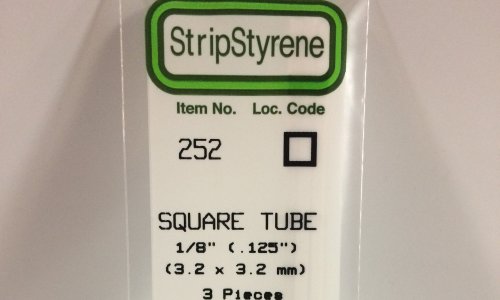 StripStyrene
Item No. Loc. Code
252
SQUARE TUBE
1/8" (.125")
(3.2 x 3.2 mm)
3 Pieces